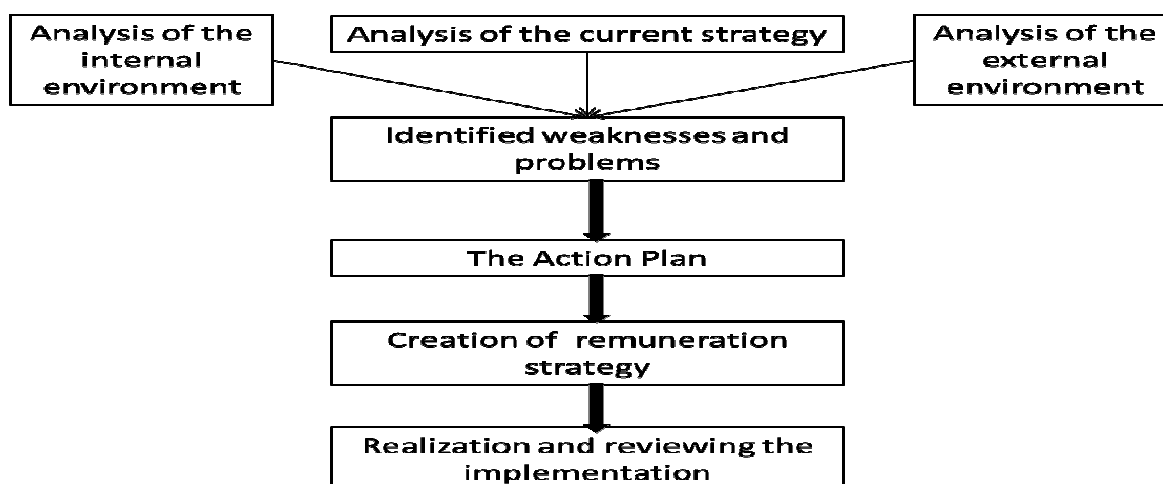 Analysis of the
internal
environment
Analysis of the current strategy
Analysis of the
external
environment
Identified weaknesses and
problems
The Action Plan
Creation of remuneration
strategy
Realization and reviewing the
implementation